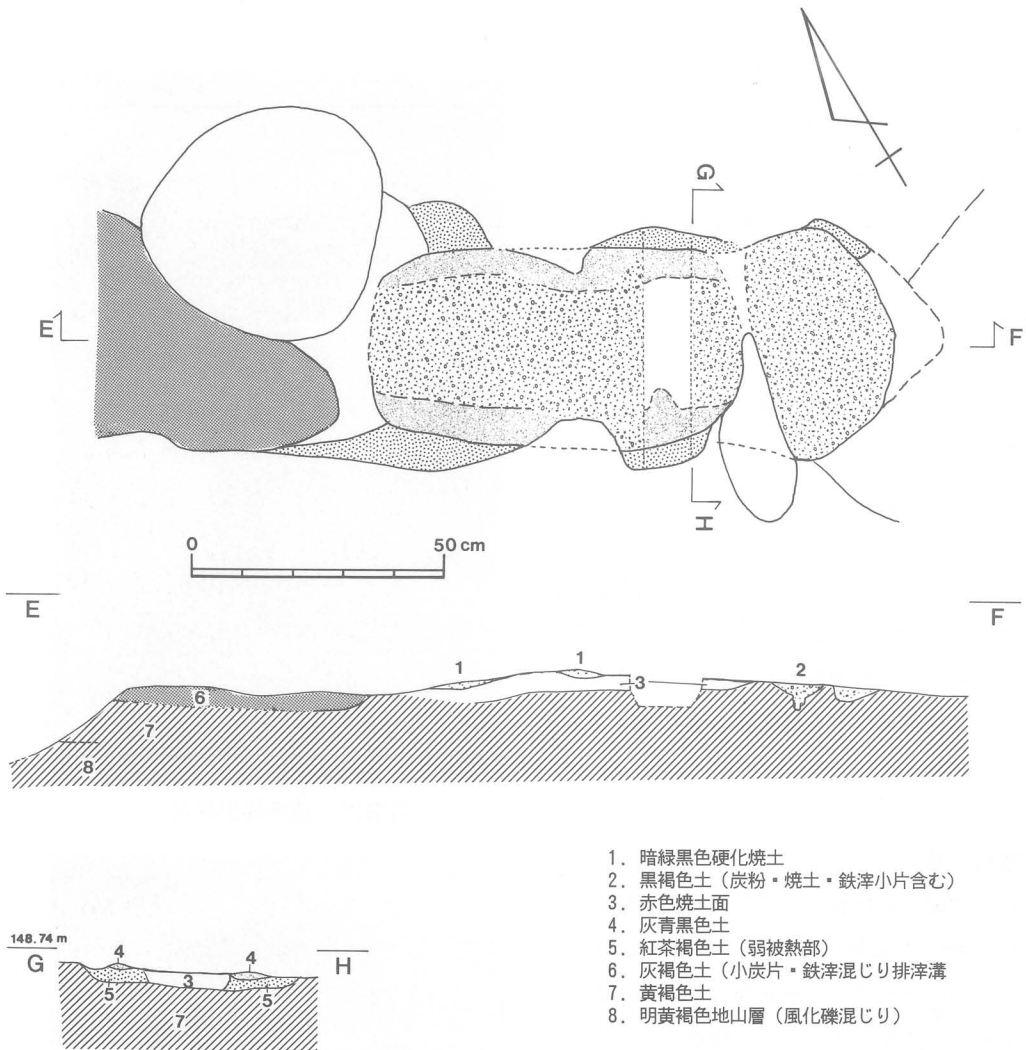 G
E F
H
0 50 cm
E F
1 1 2
3
6
7
8
1. 暗緑黒色硬化焼土
2. 黒褐色土（炭粉・焼土・鉄滓小片含む）
3. 赤色焼土面
4. 灰青黒色土
5. 紅茶褐色土（弱被熱部）
6. 灰褐色土（小炭片・鉄滓混じり排滓溝
7. 黄褐色土
8. 明黄褐色地山層（風化礫混じり）
148.74 m
G H
4 4
3
5 5
7